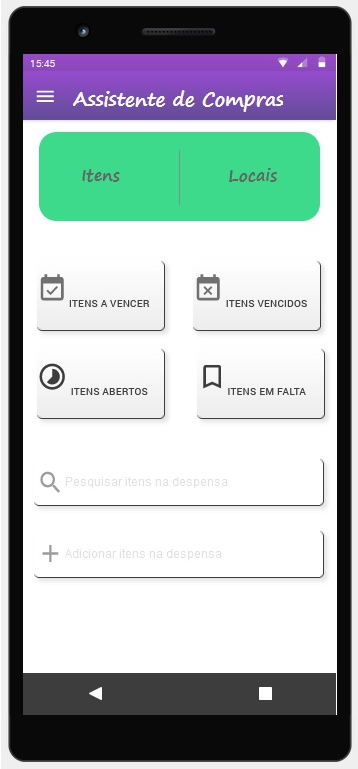 15:45
Assistente de Compras
Itens
Locais
ITENS A VENCER
ITENS VENCIDOS
ITENS ABERTOS
ITENS EM FALTA
Pesquisar itens na despensa
Adicionar itens na despensa